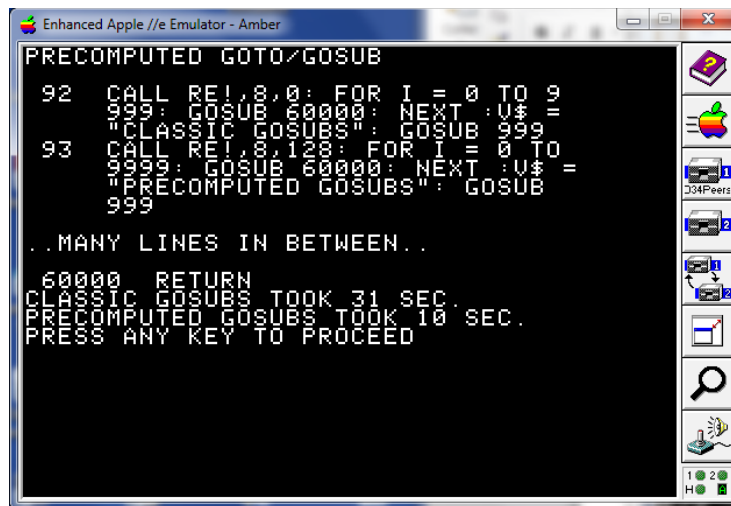 Enhanced Apple //e Emulator - Amber
PRECOMPUTED GOTO/GOSUB
92 CALL RE!,8,0: FOR I = 0 TO 9
999: GOSUB 60000: NEXT :V$ =
"CLASSIC GOSUBS": GOSUB 999
93 CALL RE!,8,128: FOR I = 0 TO
9999: GOSUB 60000: NEXT :V$ =
"PRECOMPUTED GOSUBS": GOSUB
999
..MANY LINES IN BETWEEN..
60000 RETURN
CLASSIC GOSUBS TOOK 31 SEC.
PRECOMPUTED GOSUBS TOOK 10 SEC.
PRESS ANY KEY TO PROCEED
?
1
D34Peers
2
1
2
1 2
H A